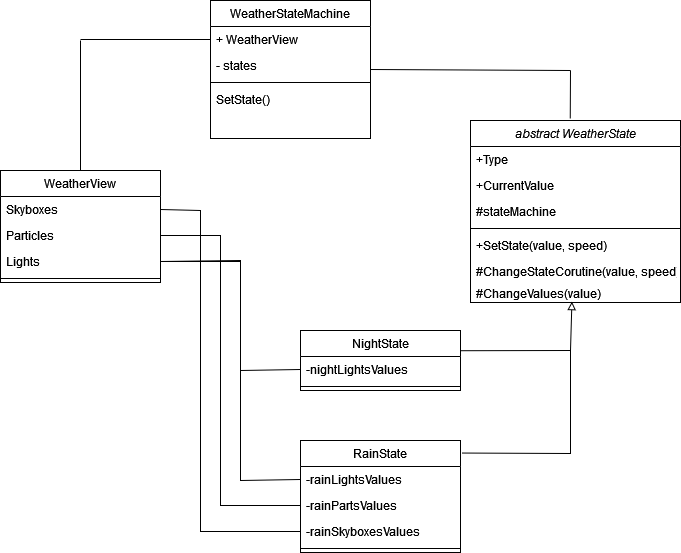 WeatherStateMachine
+ WeatherView
- states
SetState()
abstract WeatherState
+Type
+CurrentValue
#stateMachine
+SetState(value, speed)
#ChangeStateCorutine(value, speed
#ChangeValues(value)
WeatherView
Skyboxes
Particles
Lights
NightState
-nightLightsValues
RainState
-rainLightsValues
-rainPartsValues
-rainSkyboxesValues